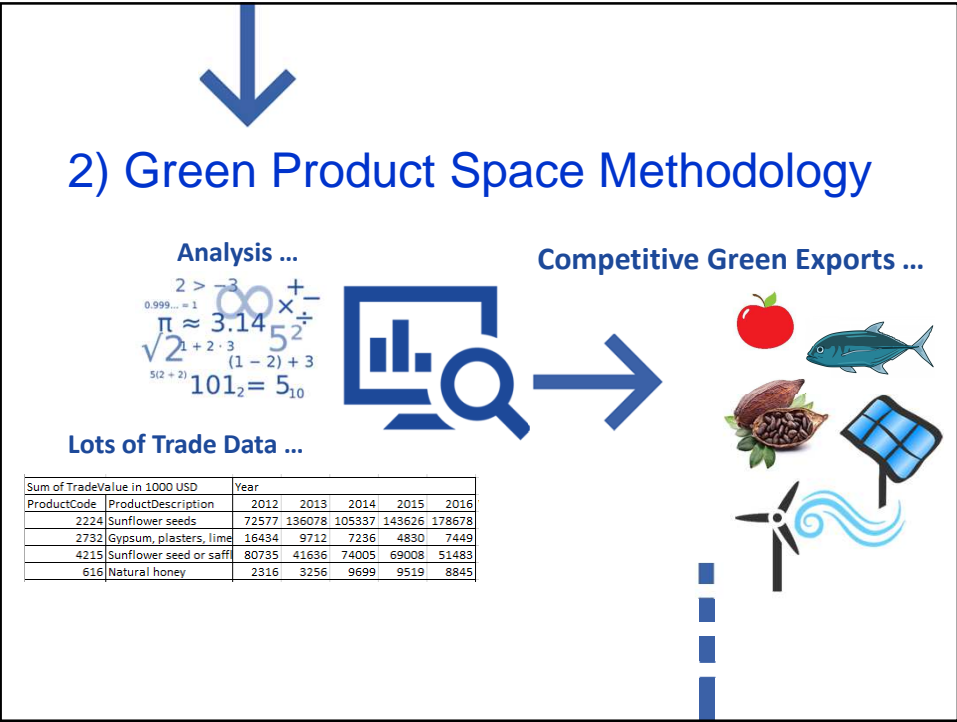 2) Green Product Space Methodology
Analysis ...
Competitive Green Exports ...
2 > −3
∞
+
−
×
÷
0.999... = 1
π ≈ 3.14
5²
√2
1 + 2 · 3
(1 − 2) + 3
5(2 + 2)
101₂ = 5₁₀
Lots of Trade Data ...
Sum of TradeValue in 1000 USD Year
ProductCode ProductDescription 2012 2013 2014 2015 2016
2224 Sunflower seeds 72577 136078 105337 143626 178678
2732 Gypsum, plasters, lime 16434 9712 7236 4830 7449
4215 Sunflower seed or saffl 80735 41636 74005 69008 51483
616 Natural honey 2316 3256 9699 9519 8845